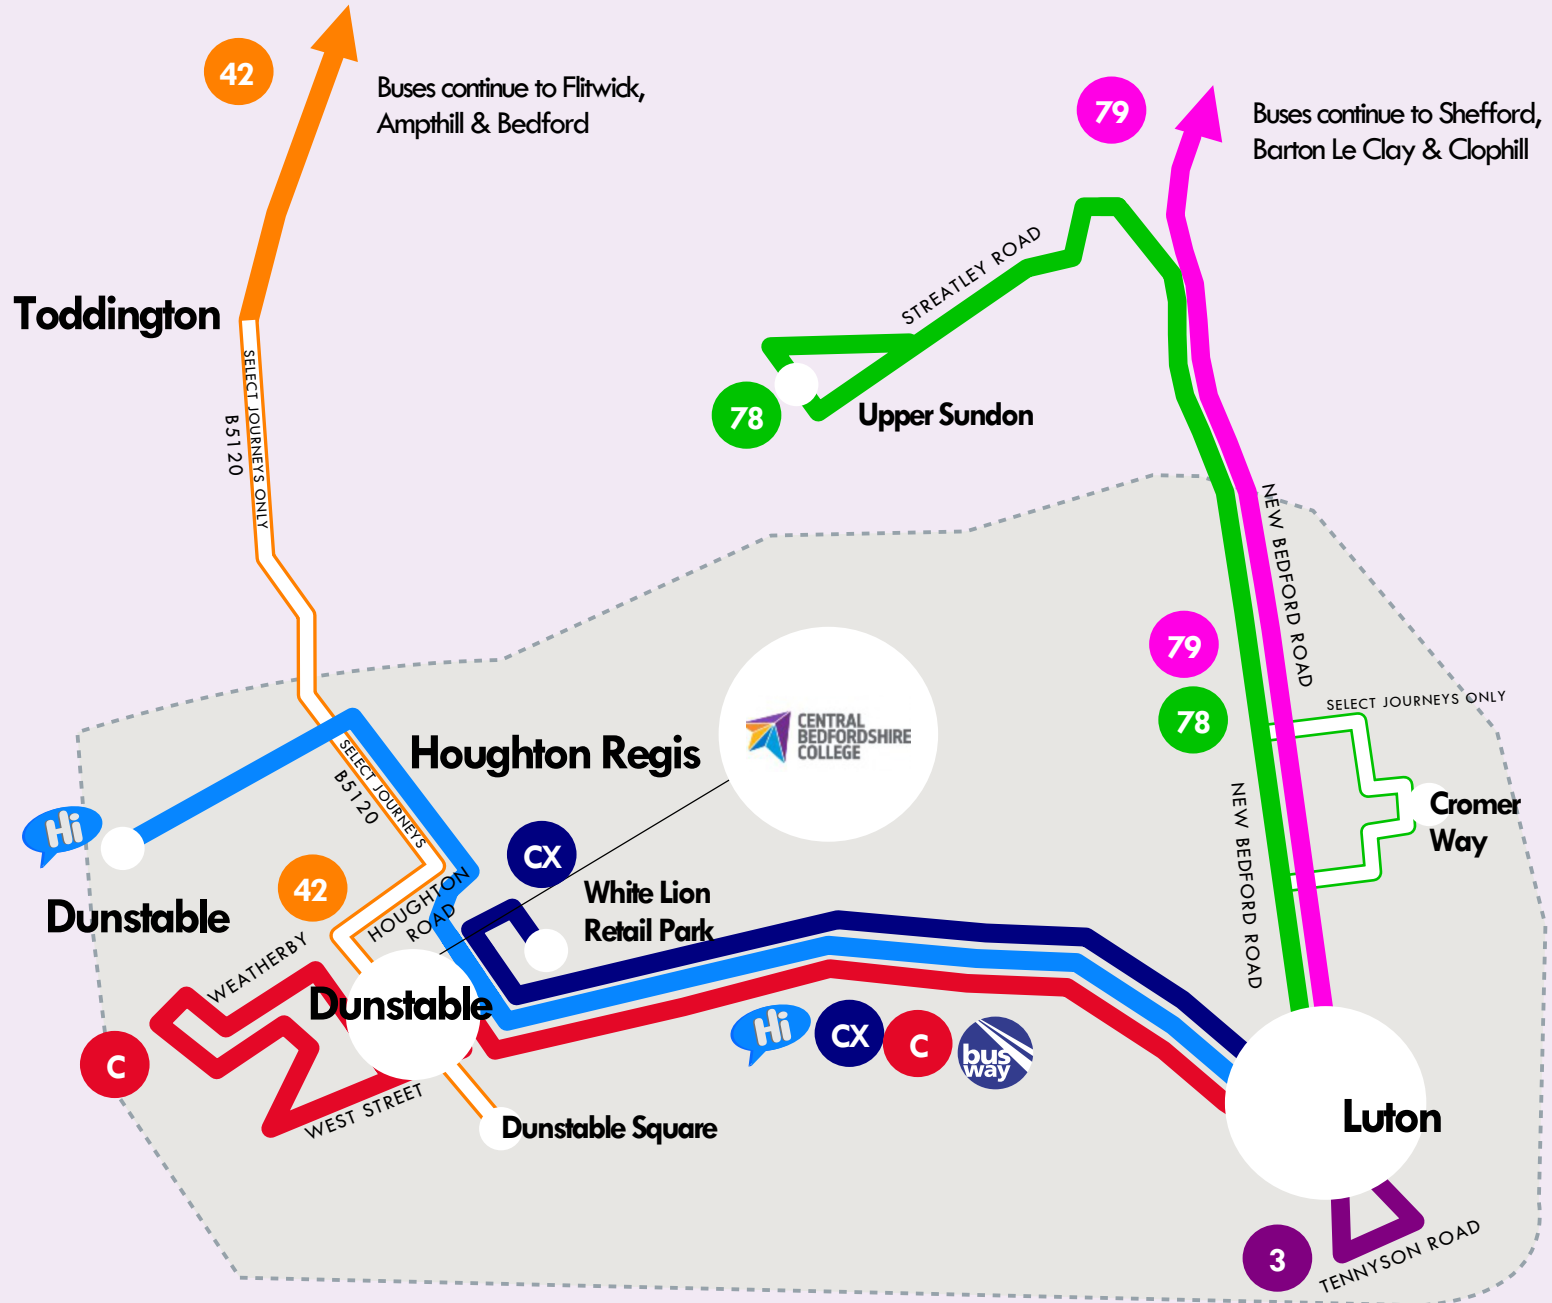 42
Buses continue to Flitwick,
Ampthill & Bedford
79
Buses continue to Shefford,
Barton Le Clay & Clophill
STREATLEY ROAD
Toddington
SELECT JOURNEYS ONLY
B5120
78
Upper Sundon
NEW BEDFORD ROAD
79
78
SELECT JOURNEYS ONLY
CENTRAL
BEDFORDSHIRE
COLLEGE
Houghton Regis
SELECT JOURNEYS
B5120
Hi
NEW BEDFORD ROAD
Cromer
Way
CX
42
HOUGHTON
ROAD
White Lion
Retail Park
Dunstable
WEATHERBY
Dunstable
C
WEST STREET
Hi
CX
C
bus
way
Dunstable Square
Luton
3
TENNYSON ROAD